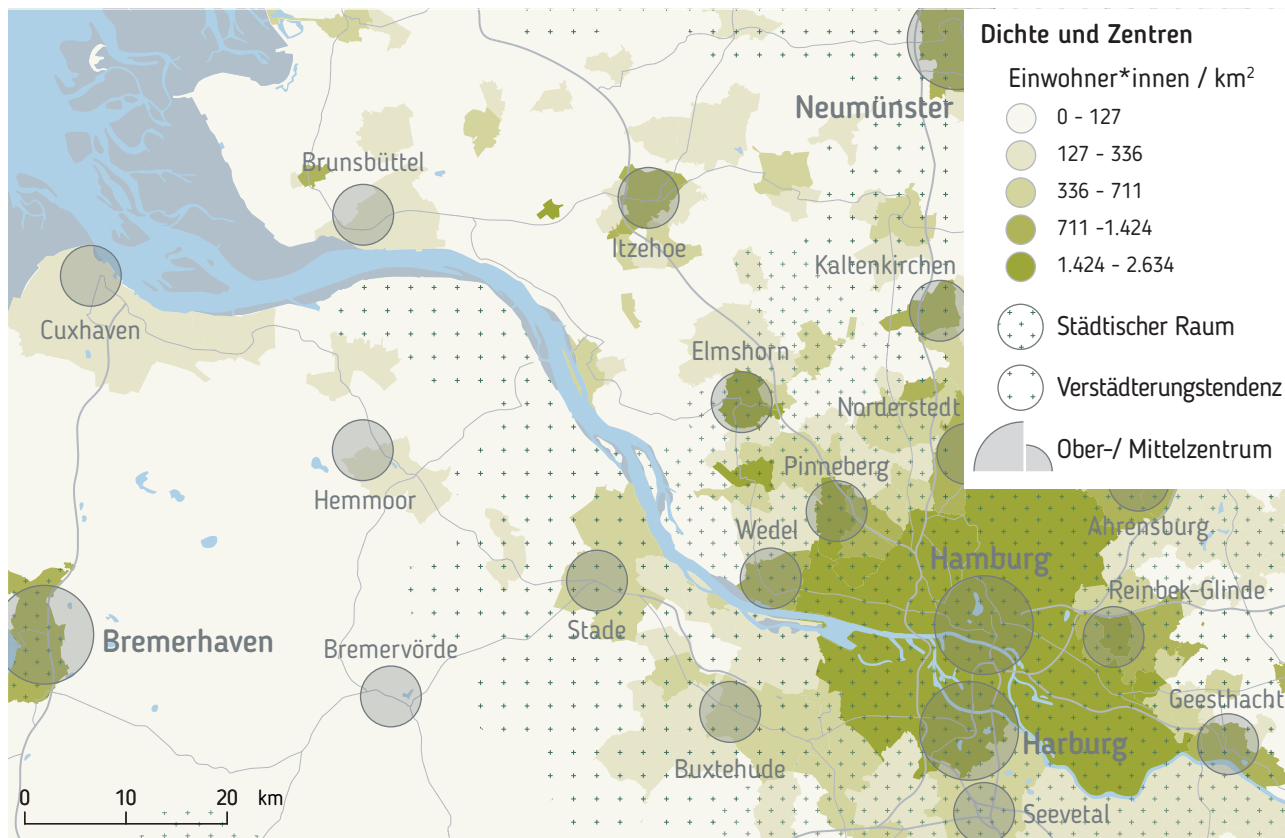 Dichte und Zentren
Einwohner*innen / km²
0 - 127
127 - 336
336 - 711
711 -1.424
1.424 - 2.634
Städtischer Raum
Verstädterungstendenz
Ober-/ Mittelzentrum
Neumünster
Brunsbüttel
Itzehoe
Kaltenkirchen
Cuxhaven
Elmshorn
Norderstedt
Pinneberg
Hemmoor
Wedel
Ahrensburg
Hamburg
Reinbek-Glinde
Stade
Bremerhaven
Bremervörde
Geesthacht
Harburg
Buxtehude
Seevetal
0 10 20 km